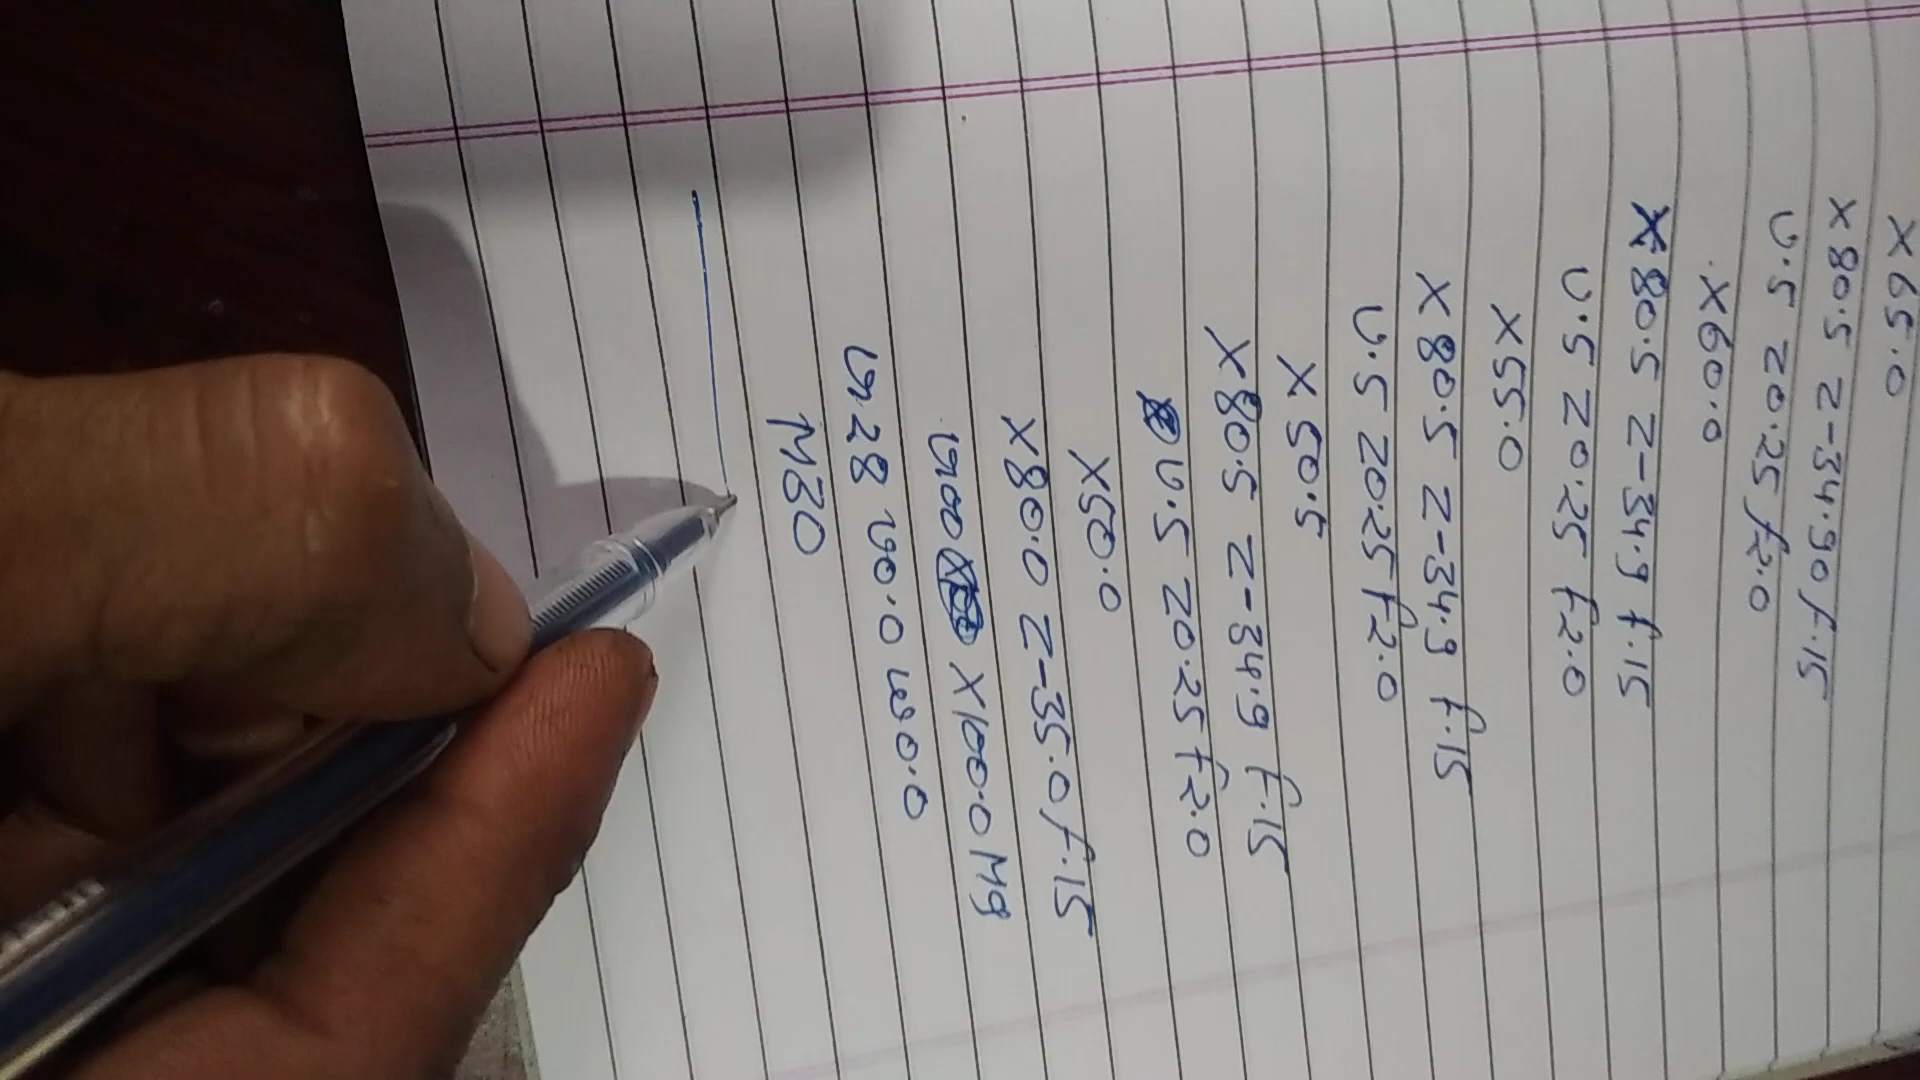 X65.0
X80.5 Z-34.90 f.15
U.5 Z0.25 f2.0
X60.0
X80.5 Z-34.9 f.15
U.5 Z0.25 f2.0
X55.0
X80.5 Z-34.9 f.15
U.5 Z0.25 f2.0
X50.5
X80.5 Z-34.9 f.15
U.5 Z0.25 f2.0
X50.0
X80.0 Z-35.0 f.15
G00 X100.0 M9
G28 U0.0 W0.0
M30